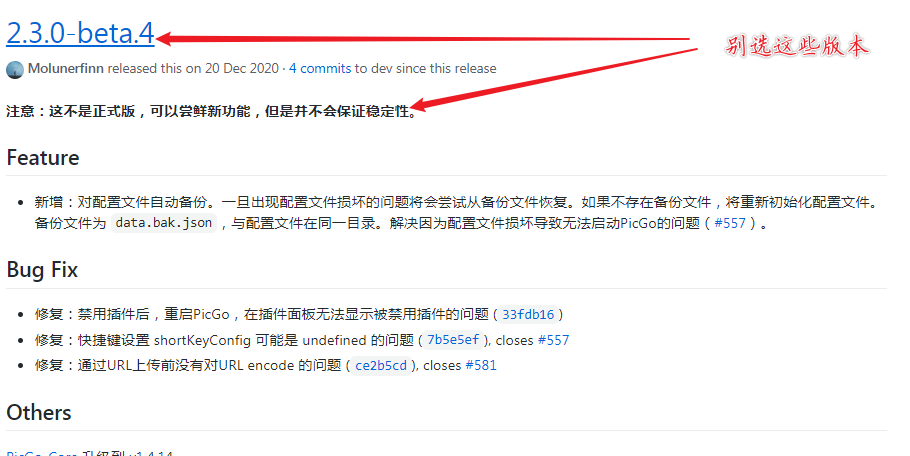 2.3.0-beta.4
别选这些版本
Molunerfinn released this on 20 Dec 2020 · 4 commits to dev since this release
注意：这不是正式版，可以尝鲜新功能，但是并不会保证稳定性。
Feature
• 新增：对配置文件自动备份。一旦出现配置文件损坏的问题将会尝试从备份文件恢复。如果不存在备份文件，将重新初始化配置文件。
备份文件为 data.bak.json ，与配置文件在同一目录。解决因为配置文件损坏导致无法启动PicGo的问题（ #557 ）。
Bug Fix
• 修复：禁用插件后，重启PicGo，在插件面板无法显示被禁用插件的问题 ( 33fdb16 )
• 修复：快捷键设置 shortKeyConfig 可能是 undefined 的问题 ( 7b5e5ef ), closes #557
• 修复：通过URL上传前没有对URL encode 的问题 ( ce2b5cd ), closes #581
Others
PicGo-Core 升级到 v1.4.14